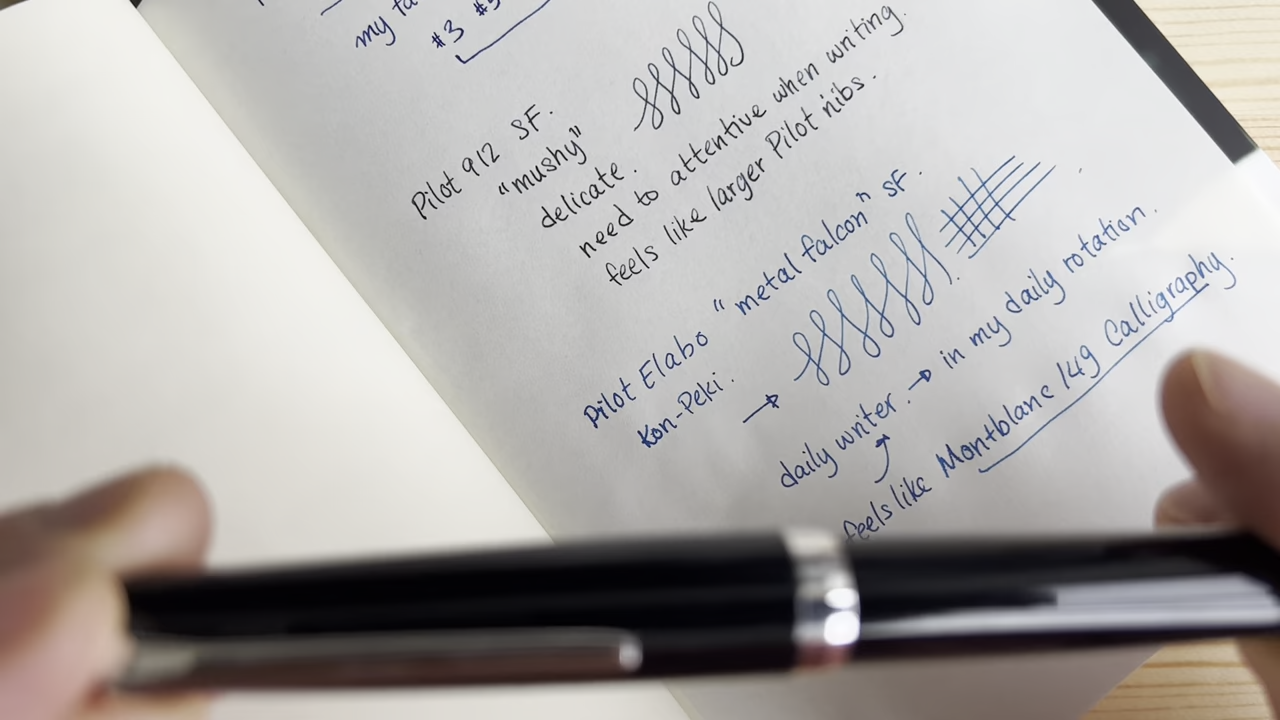 my
#3 #5
Pilot 912 SF.
"mushy"
delicate.
need to attentive when writing.
feels like larger Pilot nibs.
Pilot Elabo "metal falcon" SF.
Kon-Peki.
→
daily writer. → in my daily rotation.
feels like Montblanc 149 Calligraphy.